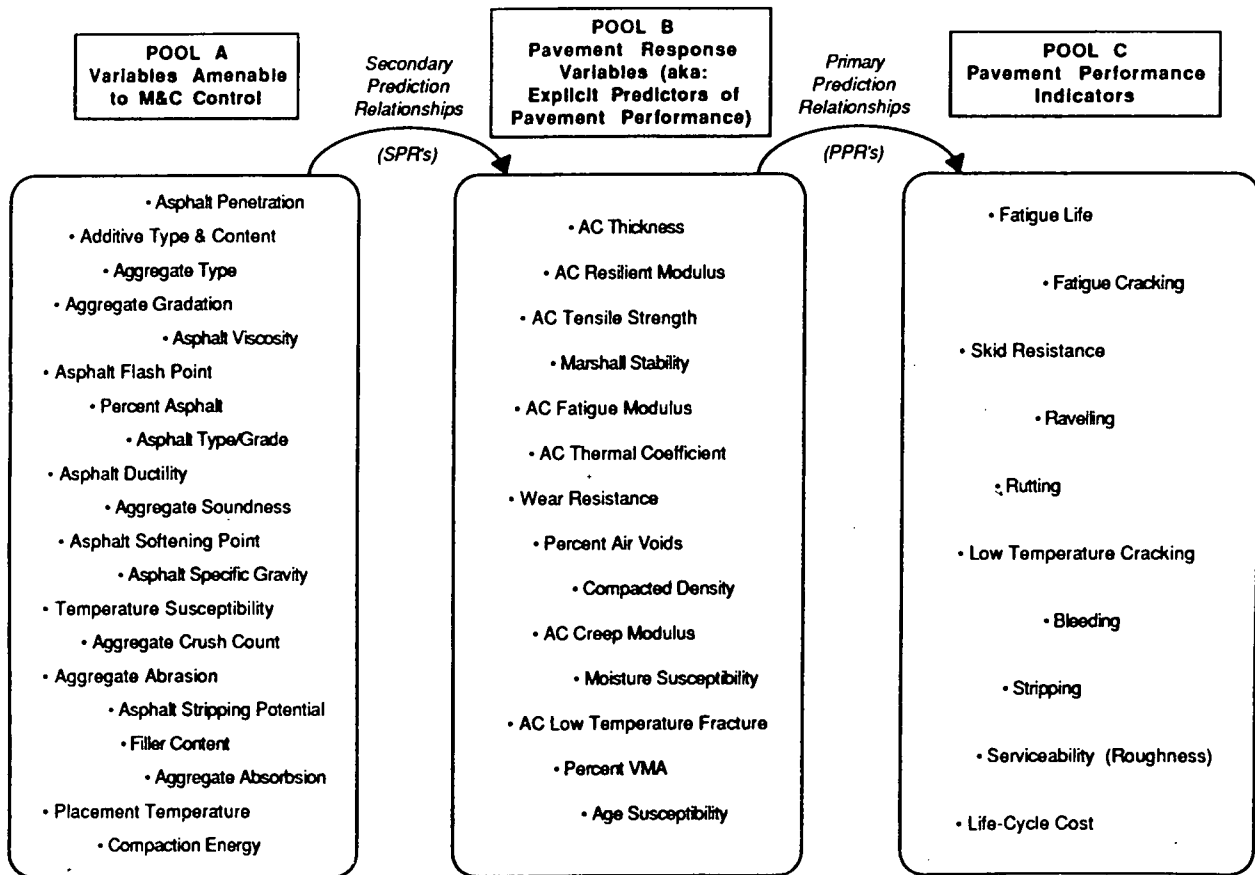 POOL A
Variables Amenable
to M&C Control
Secondary
Prediction
Relationships
(SPR's)
POOL B
Pavement Response
Variables (aka:
Explicit Predictors of
Pavement Performance)
Primary
Prediction
Relationships
(PPR's)
POOL C
Pavement Performance
Indicators
• Asphalt Penetration
• Additive Type & Content
• Aggregate Type
• Aggregate Gradation
• Asphalt Viscosity
• Asphalt Flash Point
• Percent Asphalt
• Asphalt Type/Grade
• Asphalt Ductility
• Aggregate Soundness
• Asphalt Softening Point
• Asphalt Specific Gravity
• Temperature Susceptibility
• Aggregate Crush Count
• Aggregate Abrasion
• Asphalt Stripping Potential
• Filler Content
• Aggregate Absorbsion
• Placement Temperature
• Compaction Energy
• AC Thickness
• AC Resilient Modulus
• AC Tensile Strength
• Marshall Stability
• AC Fatigue Modulus
• AC Thermal Coefficient
• Wear Resistance
• Percent Air Voids
• Compacted Density
• AC Creep Modulus
• Moisture Susceptibility
• AC Low Temperature Fracture
• Percent VMA
• Age Susceptibility
• Fatigue Life
• Fatigue Cracking
• Skid Resistance
• Ravelling
• Rutting
• Low Temperature Cracking
• Bleeding
• Stripping
• Serviceability (Roughness)
• Life-Cycle Cost